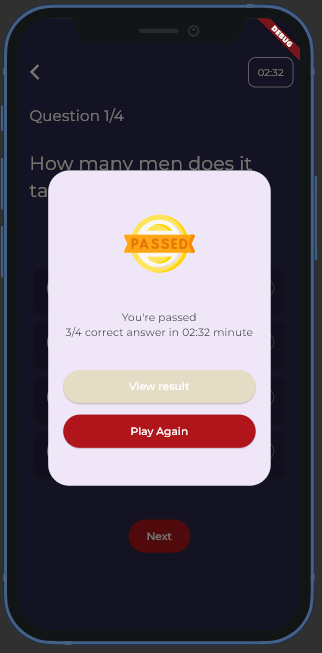 DEBUG
02:32
Question 1/4
How many men does it
ta
PASSED
You're passed
3/4 correct answer in 02:32 minute
View result
Play Again
Next